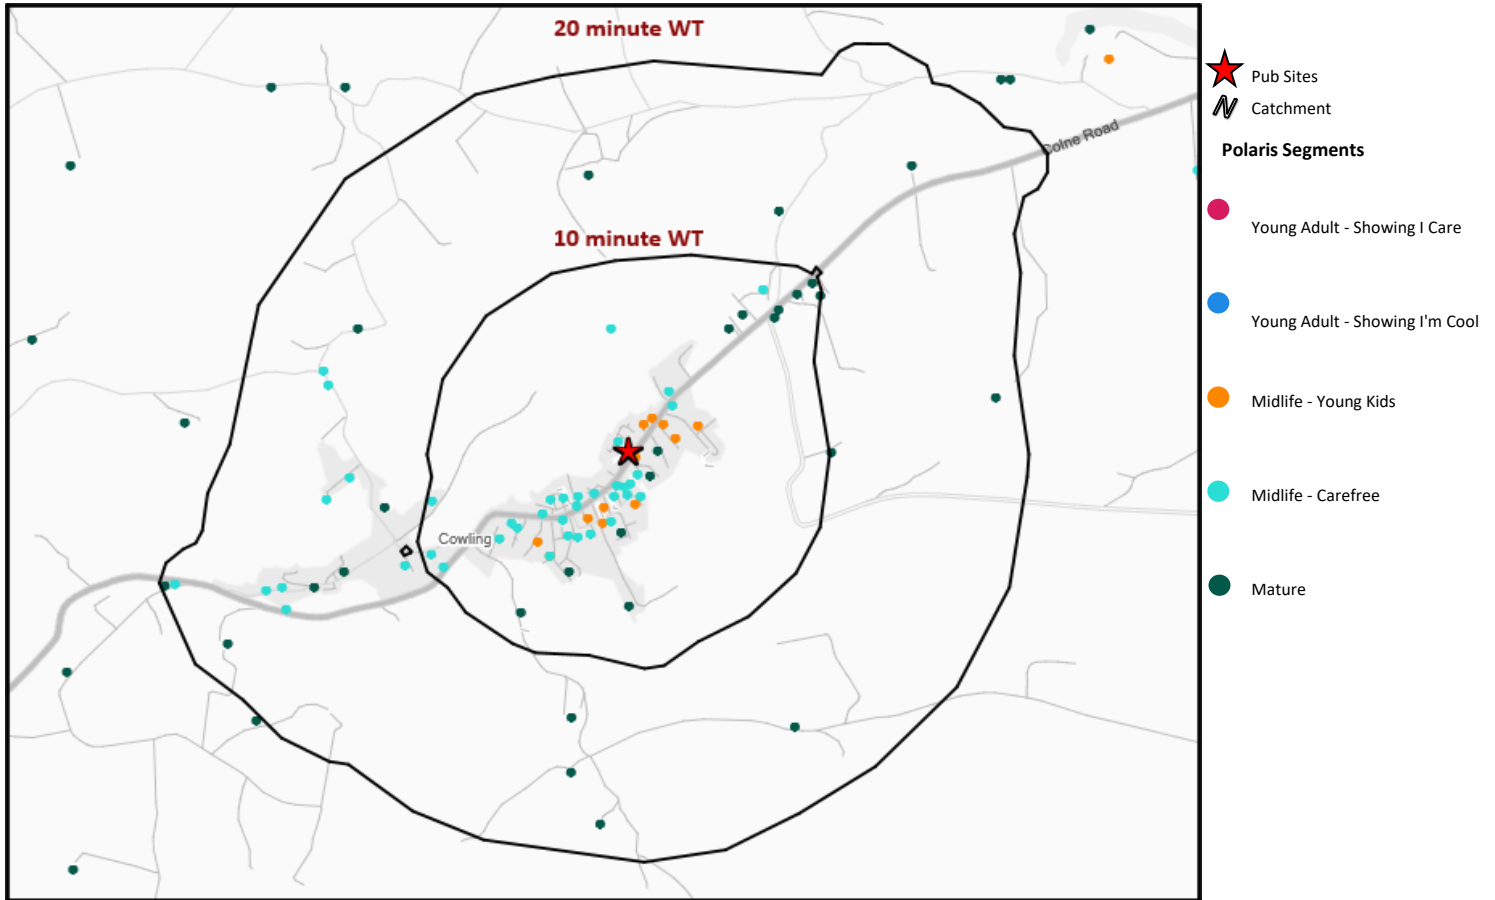 20 minute WT
Colne Road
10 minute WT
Cowling
Pub Sites
Catchment
Polaris Segments
Young Adult - Showing I Care
Young Adult - Showing I'm Cool
Midlife - Young Kids
Midlife - Carefree
Mature